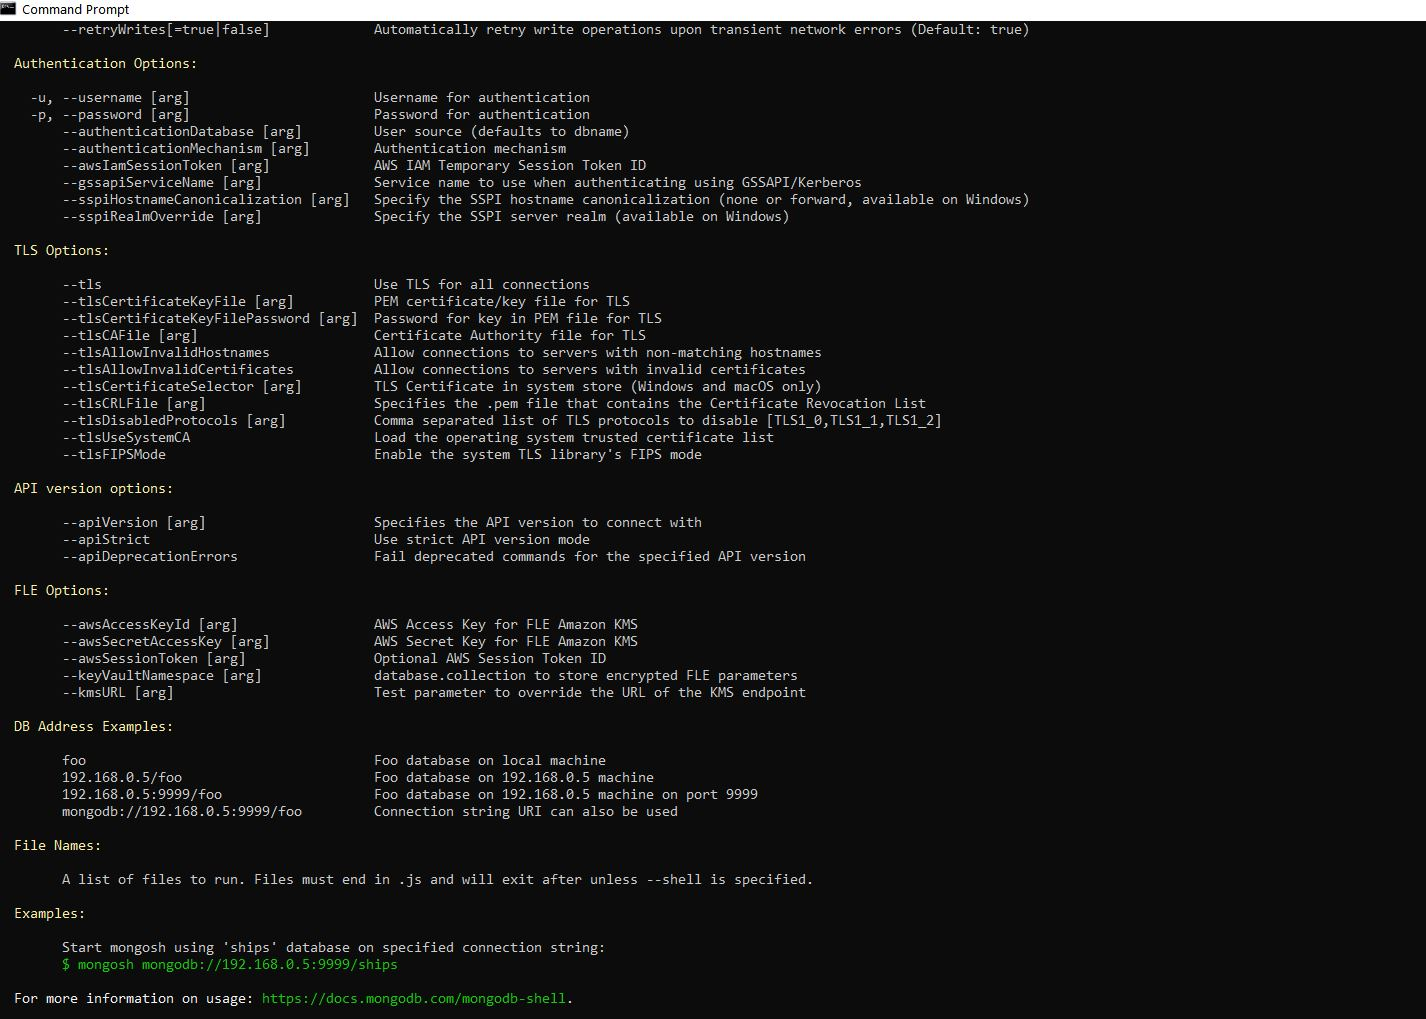 Command Prompt
--retryWrites[=true|false] Automatically retry write operations upon transient network errors (Default: true)
Authentication Options:
-u, --username [arg] Username for authentication
-p, --password [arg] Password for authentication
--authenticationDatabase [arg] User source (defaults to dbname)
--authenticationMechanism [arg] Authentication mechanism
--awsIamSessionToken [arg] AWS IAM Temporary Session Token ID
--gssapiServiceName [arg] Service name to use when authenticating using GSSAPI/Kerberos
--sspiHostnameCanonicalization [arg] Specify the SSPI hostname canonicalization (none or forward, available on Windows)
--sspiRealmOverride [arg] Specify the SSPI server realm (available on Windows)
TLS Options:
--tls Use TLS for all connections
--tlsCertificateKeyFile [arg] PEM certificate/key file for TLS
--tlsCertificateKeyFilePassword [arg] Password for key in PEM file for TLS
--tlsCAFile [arg] Certificate Authority file for TLS
--tlsAllowInvalidHostnames Allow connections to servers with non-matching hostnames
--tlsAllowInvalidCertificates Allow connections to servers with invalid certificates
--tlsCertificateSelector [arg] TLS Certificate in system store (Windows and macOS only)
--tlsCRLFile [arg] Specifies the .pem file that contains the Certificate Revocation List
--tlsDisabledProtocols [arg] Comma separated list of TLS protocols to disable [TLS1_0,TLS1_1,TLS1_2]
--tlsUseSystemCA Load the operating system trusted certificate list
--tlsFIPSMode Enable the system TLS library's FIPS mode
API version options:
--apiVersion [arg] Specifies the API version to connect with
--apiStrict Use strict API version mode
--apiDeprecationErrors Fail deprecated commands for the specified API version
FLE Options:
--awsAccessKeyId [arg] AWS Access Key for FLE Amazon KMS
--awsSecretAccessKey [arg] AWS Secret Key for FLE Amazon KMS
--awsSessionToken [arg] Optional AWS Session Token ID
--keyVaultNamespace [arg] database.collection to store encrypted FLE parameters
--kmsURL [arg] Test parameter to override the URL of the KMS endpoint
DB Address Examples:
foo Foo database on local machine
192.168.0.5/foo Foo database on 192.168.0.5 machine
192.168.0.5:9999/foo Foo database on 192.168.0.5 machine on port 9999
mongodb://192.168.0.5:9999/foo Connection string URI can also be used
File Names:
A list of files to run. Files must end in .js and will exit after unless --shell is specified.
Examples:
Start mongosh using 'ships' database on specified connection string:
$ mongosh mongodb://192.168.0.5:9999/ships
For more information on usage: https://docs.mongodb.com/mongodb-shell.